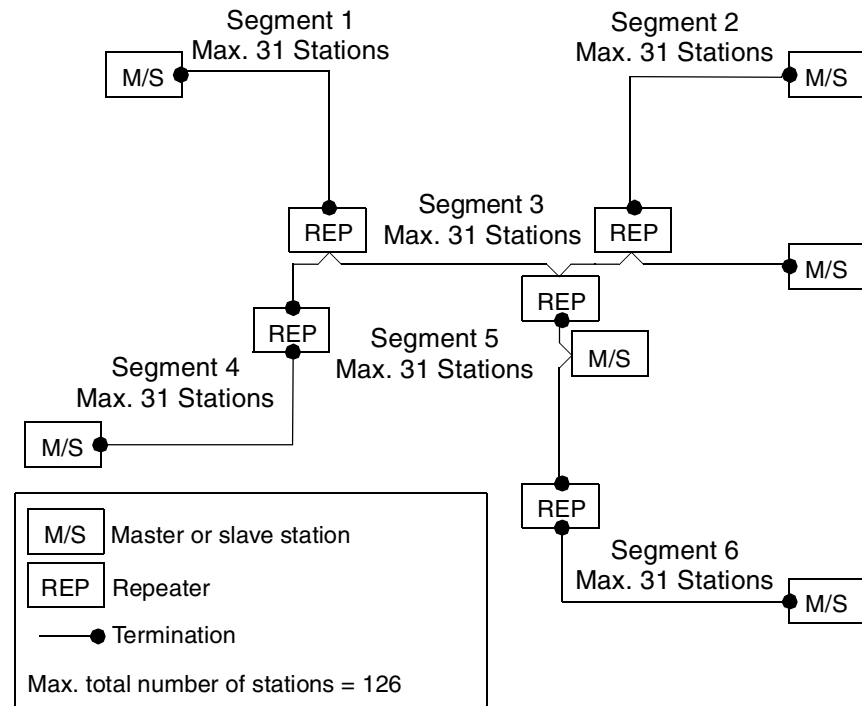 Segment 1
Max. 31 Stations
Segment 2
Max. 31 Stations
M/S
M/S
Segment 3
Max. 31 Stations
REP
REP
M/S
REP
REP
Segment 5
Max. 31 Stations
M/S
Segment 4
Max. 31 Stations
M/S
REP
M/S Master or slave station
REP Repeater
Termination
Max. total number of stations = 126
Segment 6
Max. 31 Stations
M/S